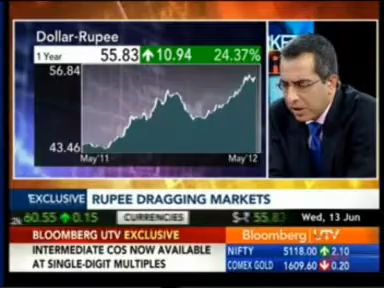 Dollar-Rupee
1 Year 55.83 10.94 24.37%
56.84
43.46
May'11 May'12
EXCLUSIVE RUPEE DRAGGING MARKETS
60.55 0.15 CURRENCIES $-₹ 55.83 Wed, 13 Jun
BLOOMBERG UTV EXCLUSIVE
INTERMEDIATE COS NOW AVAILABLE
AT SINGLE-DIGIT MULTIPLES
Bloomberg UTV
NIFTY 5118.00 2.10
COMEX GOLD 1609.60 0.20